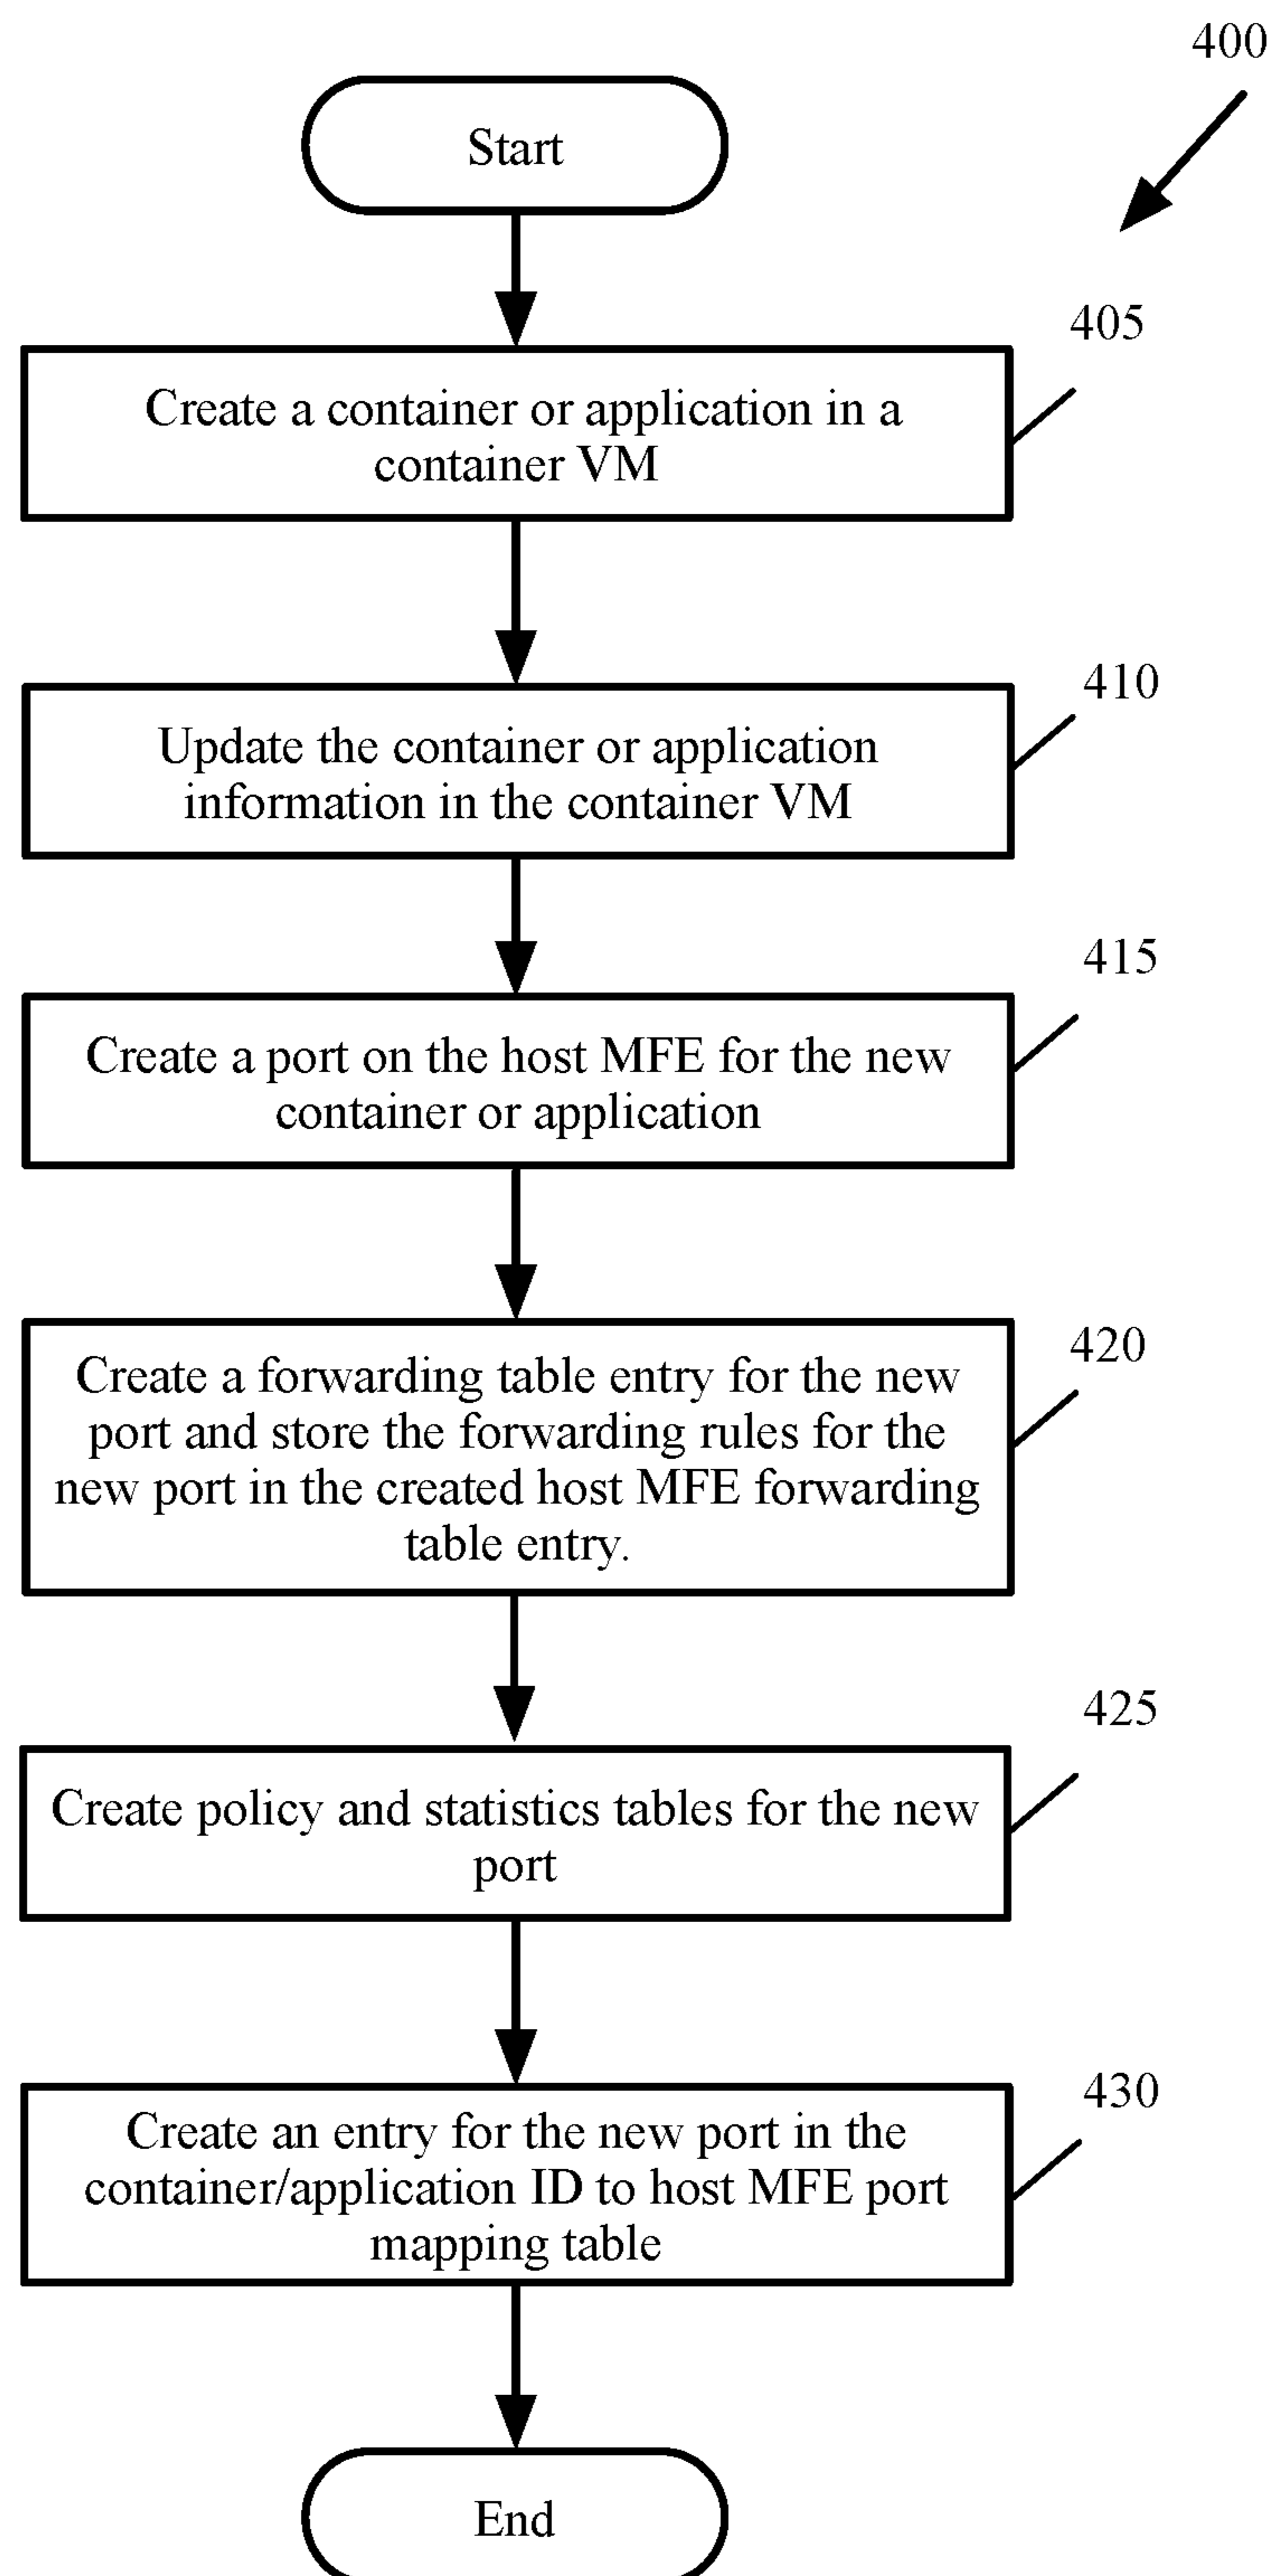 400
Start
405
Create a container or application in a
container VM
410
Update the container or application
information in the container VM
415
Create a port on the host MFE for the new
container or application
420
Create a forwarding table entry for the new
port and store the forwarding rules for the
new port in the created host MFE forwarding
table entry.
425
Create policy and statistics tables for the new
port
430
Create an entry for the new port in the
container/application ID to host MFE port
mapping table
End